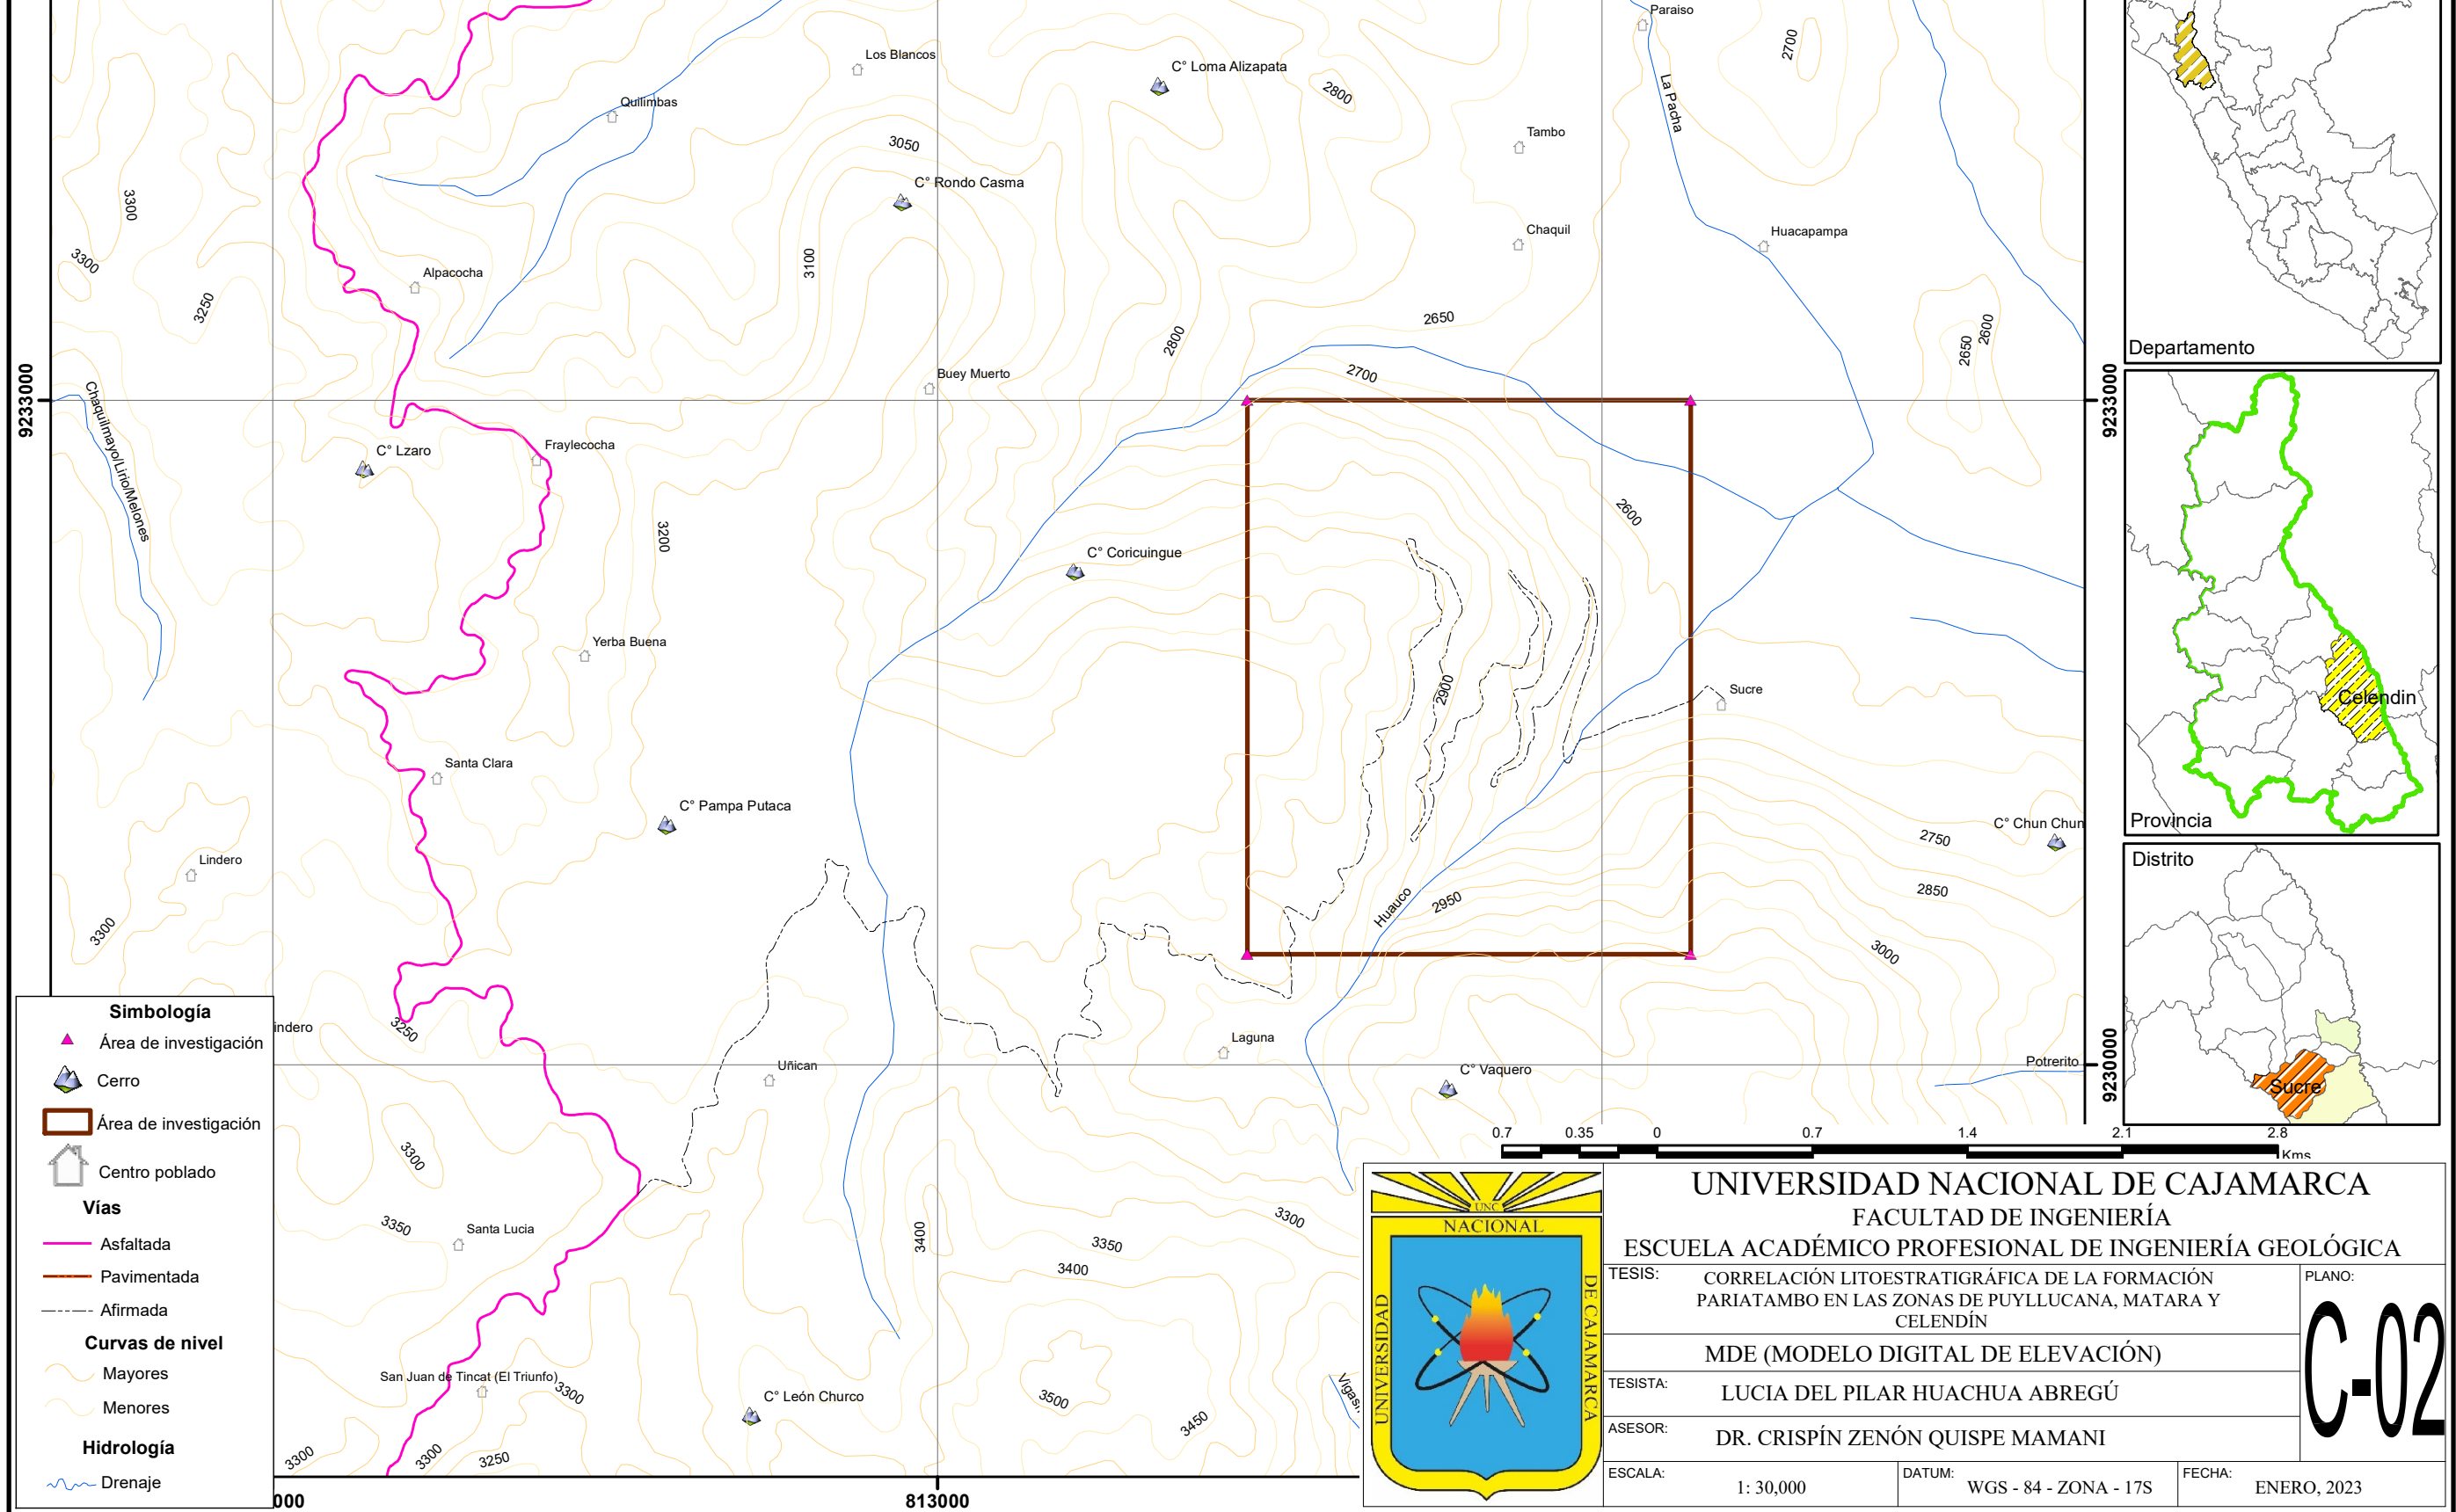 Paraiso
Los Blancos
C° Loma Alizapata
2700
Quilimbas
2800
La Pacha
Tambo
3050
C° Rondo Casma
3300
Chaquil
Huacapampa
3300
3100
Alpacocha
3250
2650
2800
2650
2600
Departamento
Buey Muerto
2700
9233000
9233000
Chaquilmayo/Lirio/Melones
C° Lzaro
Fraylecocha
3200
2600
C° Coricuingue
Yerba Buena
2900
Sucre
Celendin
Santa Clara
C° Pampa Putaca
Provincia
C° Chun Chun
2750
Lindero
Distrito
2850
Huauco
2950
3300
3000
Simbología
Área de investigación
Cerro
Área de investigación
Centro poblado
Vías
Asfaltada
Pavimentada
Afirmada
Curvas de nivel
Mayores
Menores
Hidrología
Drenaje
indero
3250
Laguna
Uñican
C° Vaquero
Potrerito
9230000
Sucre
3300
0.7 0.35 0 0.7 1.4 2.1 2.8
Kms
3350
Santa Lucia
3400
3300
3350
3400
San Juan de Tincat (El Triunfo)
3300
C° León Churco
3500
3450
3300
3300
3250
000
813000
UNC
NACIONAL
UNIVERSIDAD
DE CAJAMARCA
UNIVERSIDAD NACIONAL DE CAJAMARCA
FACULTAD DE INGENIERÍA
ESCUELA ACADÉMICO PROFESIONAL DE INGENIERÍA GEOLÓGICA
TESIS:
CORRELACIÓN LITOESTRATIGRÁFICA DE LA FORMACIÓN
PARIATAMBO EN LAS ZONAS DE PUYLLUCANA, MATARA Y
CELENDÍN
PLANO:
C-02
MDE (MODELO DIGITAL DE ELEVACIÓN)
TESISTA: LUCIA DEL PILAR HUACHUA ABREGÚ
ASESOR: DR. CRISPÍN ZENÓN QUISPE MAMANI
ESCALA: 1: 30,000
DATUM: WGS - 84 - ZONA - 17S
FECHA: ENERO, 2023